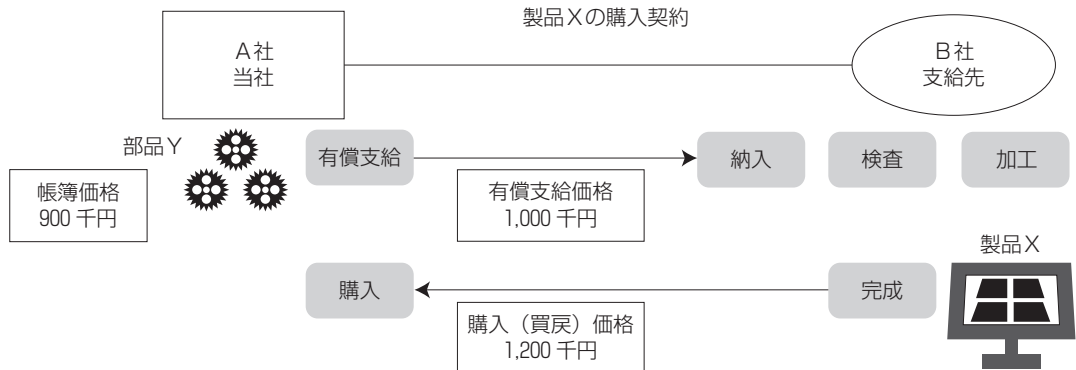 製品Xの購入契約
A社
当社
B社
支給先
部品Y
有償支給
納入
検査
加工
帳簿価格
900 千円
有償支給価格
1,000 千円
製品X
購入
完成
購入（買戻）価格
1,200 千円